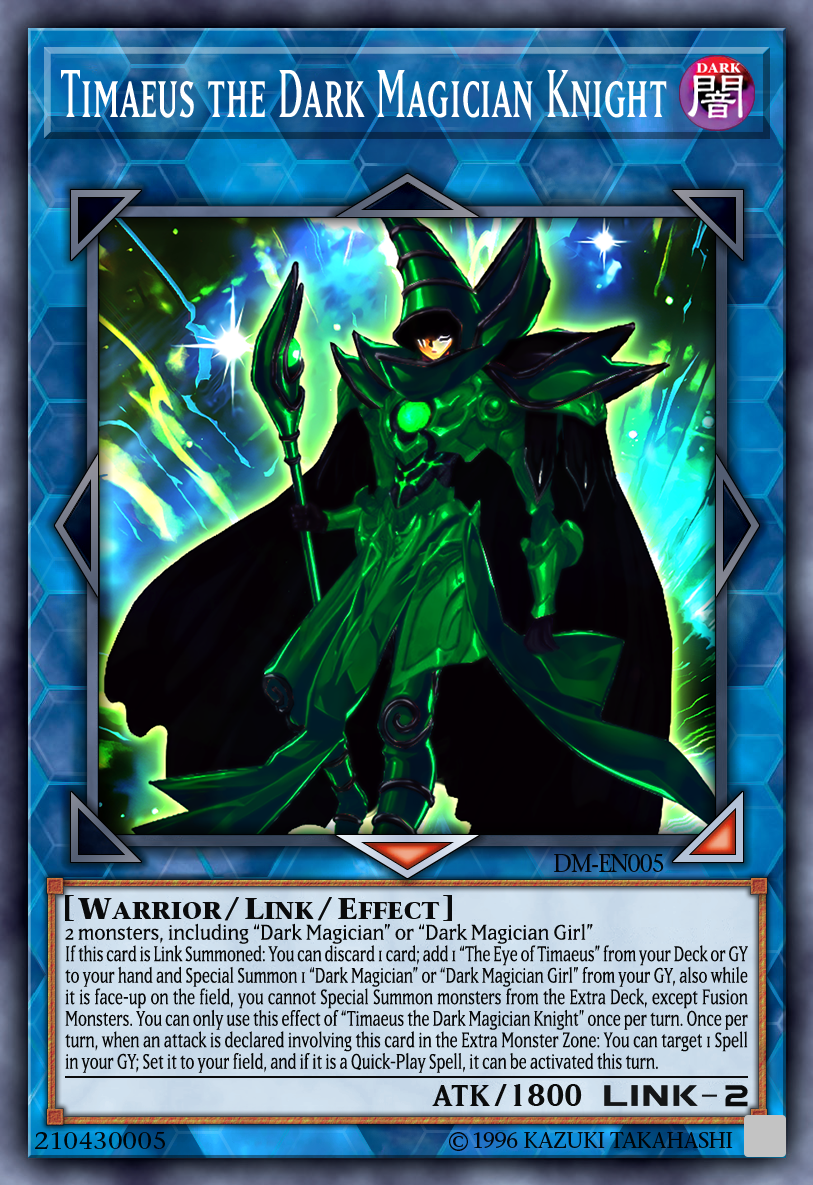 Timaeus the Dark Magician Knight
DARK
闇
DM-EN005
[Warrior/Link/Effect]
2 monsters, including “Dark Magician” or “Dark Magician Girl”
If this card is Link Summoned: You can discard 1 card; add 1 “The Eye of Timaeus” from your Deck or GY
to your hand and Special Summon 1 “Dark Magician” or “Dark Magician Girl” from your GY, also while
it is face-up on the field, you cannot Special Summon monsters from the Extra Deck, except Fusion
Monsters. You can only use this effect of “Timaeus the Dark Magician Knight” once per turn. Once per
turn, when an attack is declared involving this card in the Extra Monster Zone: You can target 1 Spell
in your GY; Set it to your field, and if it is a Quick-Play Spell, it can be activated this turn.
ATK/1800 LINK-2
210430005
© 1996 KAZUKI TAKAHASHI